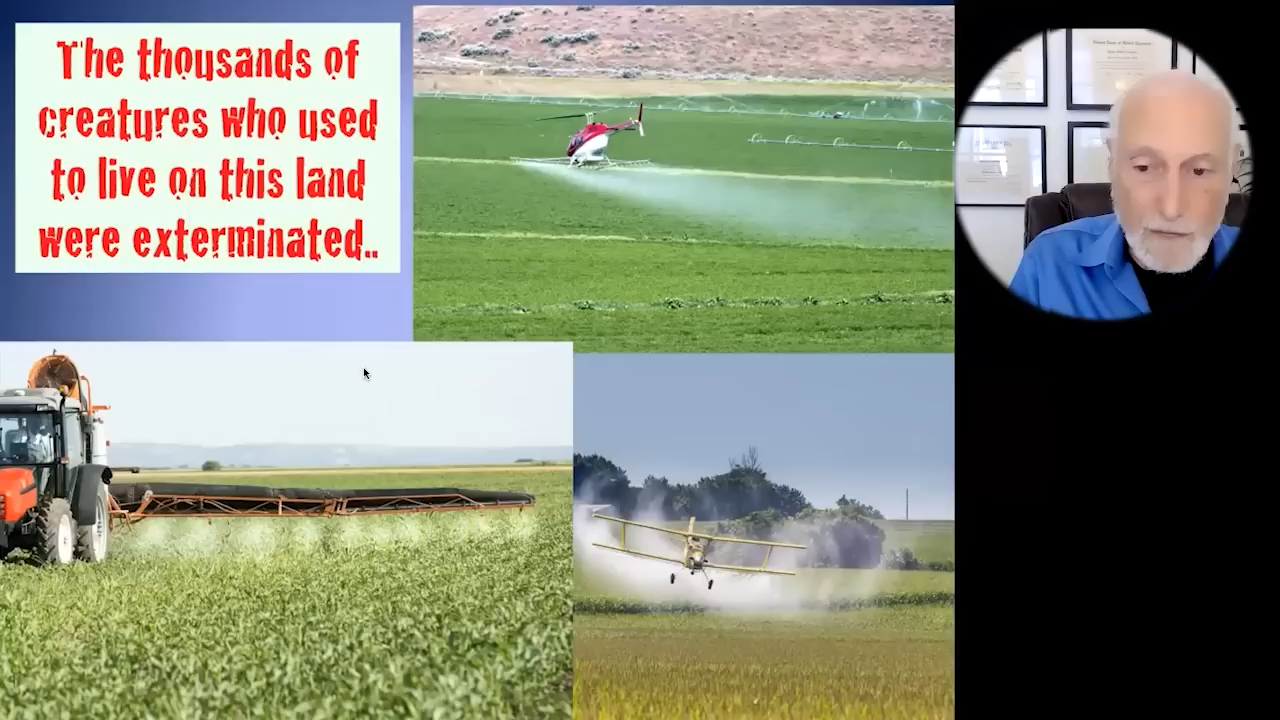 The thousands of
creatures who used
to live on this land
were exterminated..